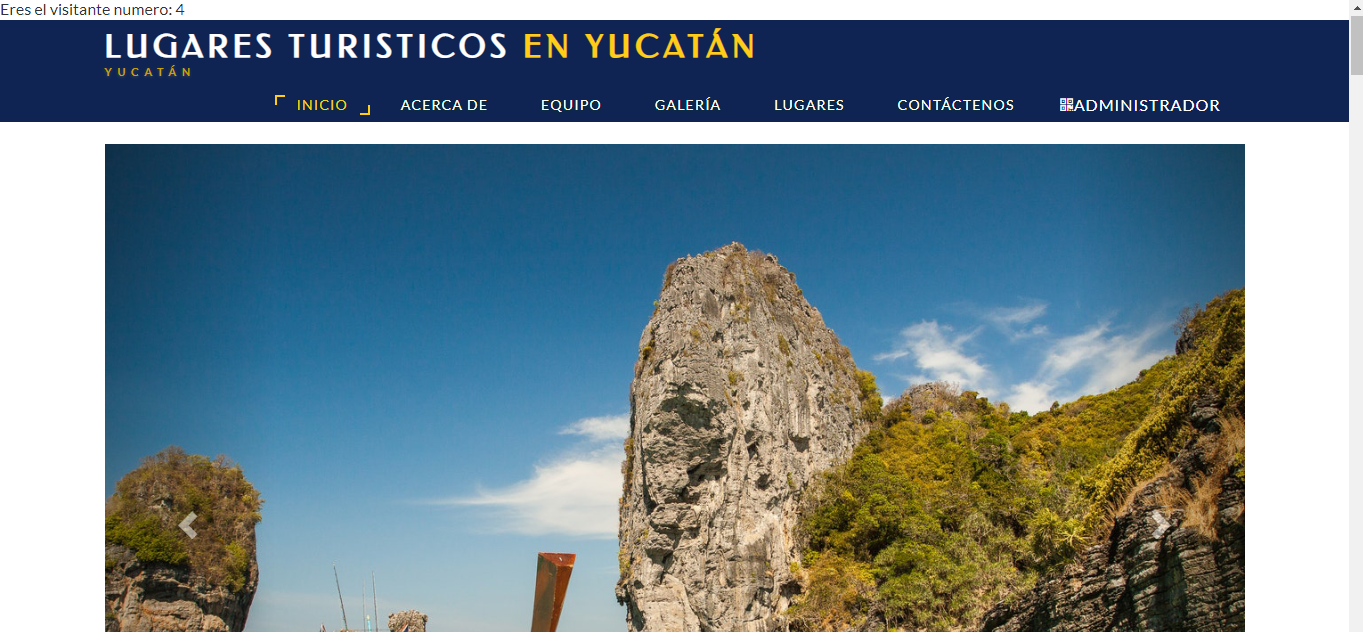 Eres el visitante numero: 4
LUGARES TURISTICOS EN YUCATÁN
YUCATÁN
INICIO ACERCA DE EQUIPO GALERÍA LUGARES CONTÁCTENOS ADMINISTRADOR